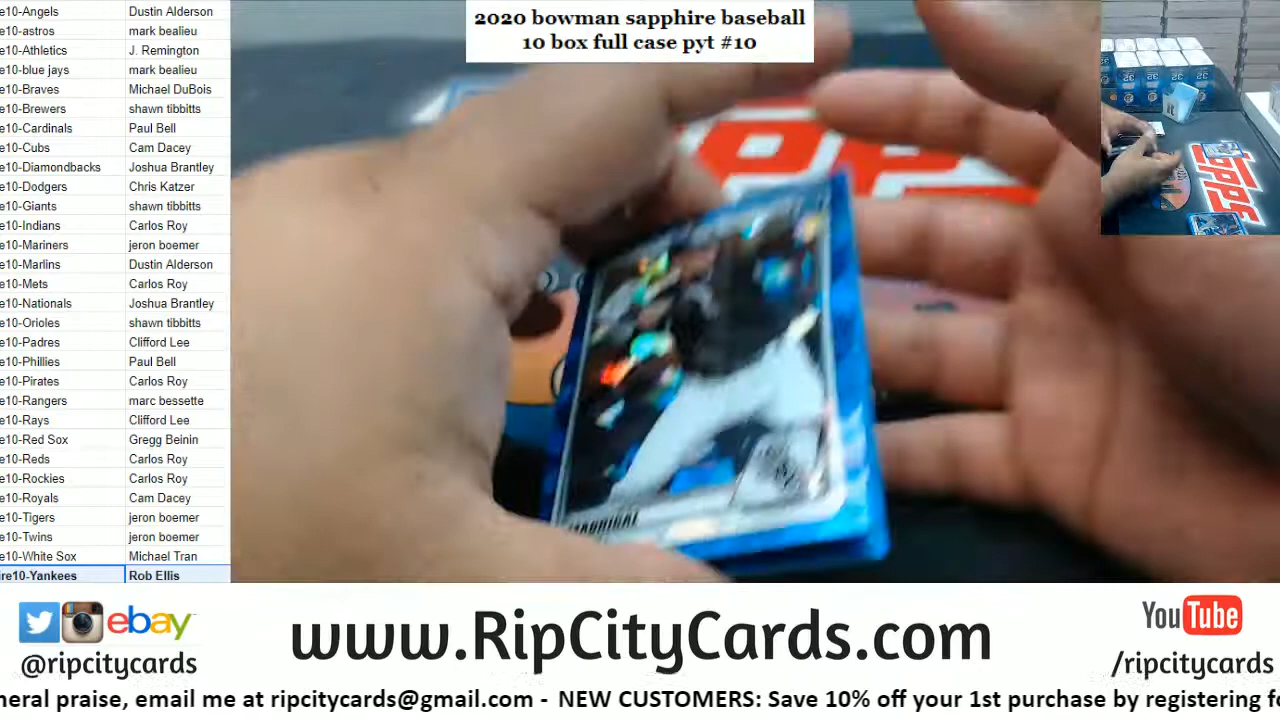 2020 bowman sapphire baseball
10 box full case pyt #10
e10-Angels Dustin Alderson
e10-astros mark bealieu
e10-Athletics J. Remington
e10-blue jays mark bealieu
e10-Braves Michael DuBois
e10-Brewers shawn tibbitts
e10-Cardinals Paul Bell
e10-Cubs Cam Dacey
e10-Diamondbacks Joshua Brantley
e10-Dodgers Chris Katzer
e10-Giants shawn tibbitts
e10-Indians Carlos Roy
e10-Mariners jeron boemer
e10-Marlins Dustin Alderson
e10-Mets Carlos Roy
e10-Nationals Joshua Brantley
e10-Orioles shawn tibbitts
e10-Padres Clifford Lee
e10-Phillies Paul Bell
e10-Pirates Carlos Roy
e10-Rangers marc bessette
e10-Rays Clifford Lee
e10-Red Sox Gregg Beinin
e10-Reds Carlos Roy
e10-Rockies Carlos Roy
e10-Royals Cam Dacey
e10-Tigers jeron boemer
e10-Twins jeron boemer
e10-White Sox Michael Tran
ire10-Yankees Rob Ellis
MADRIGAL
TOPPS
ebay
@ripcitycards
www.RipCityCards.com
YouTube
/ripcitycards
neral praise, email me at ripcitycards@gmail.com - NEW CUSTOMERS: Save 10% off your 1st purchase by registering fo